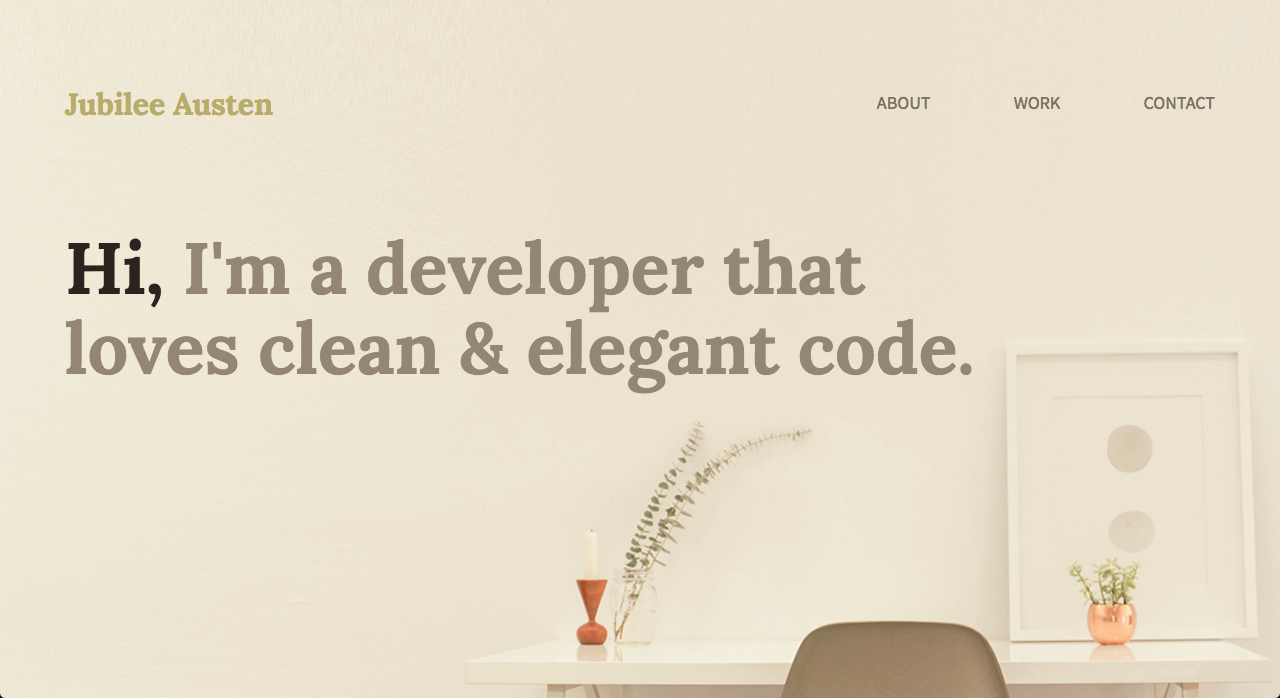 Jubilee Austen
ABOUT WORK CONTACT
Hi, I'm a developer that
loves clean & elegant code.